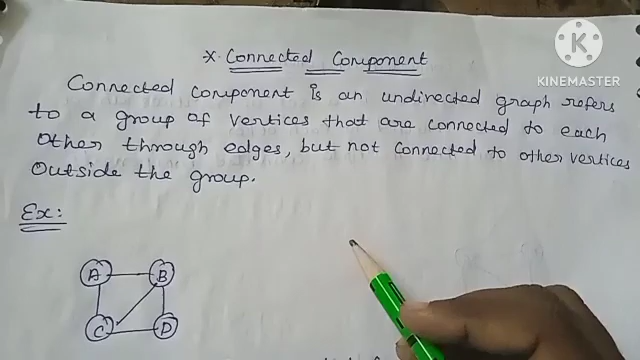 * Connected Component
Connected component is an undirected graph refers
to a group of vertices that are connected to each
other through edges, but not connected to other vertices
outside the group.
Ex:
A B
C D
KINEMASTER